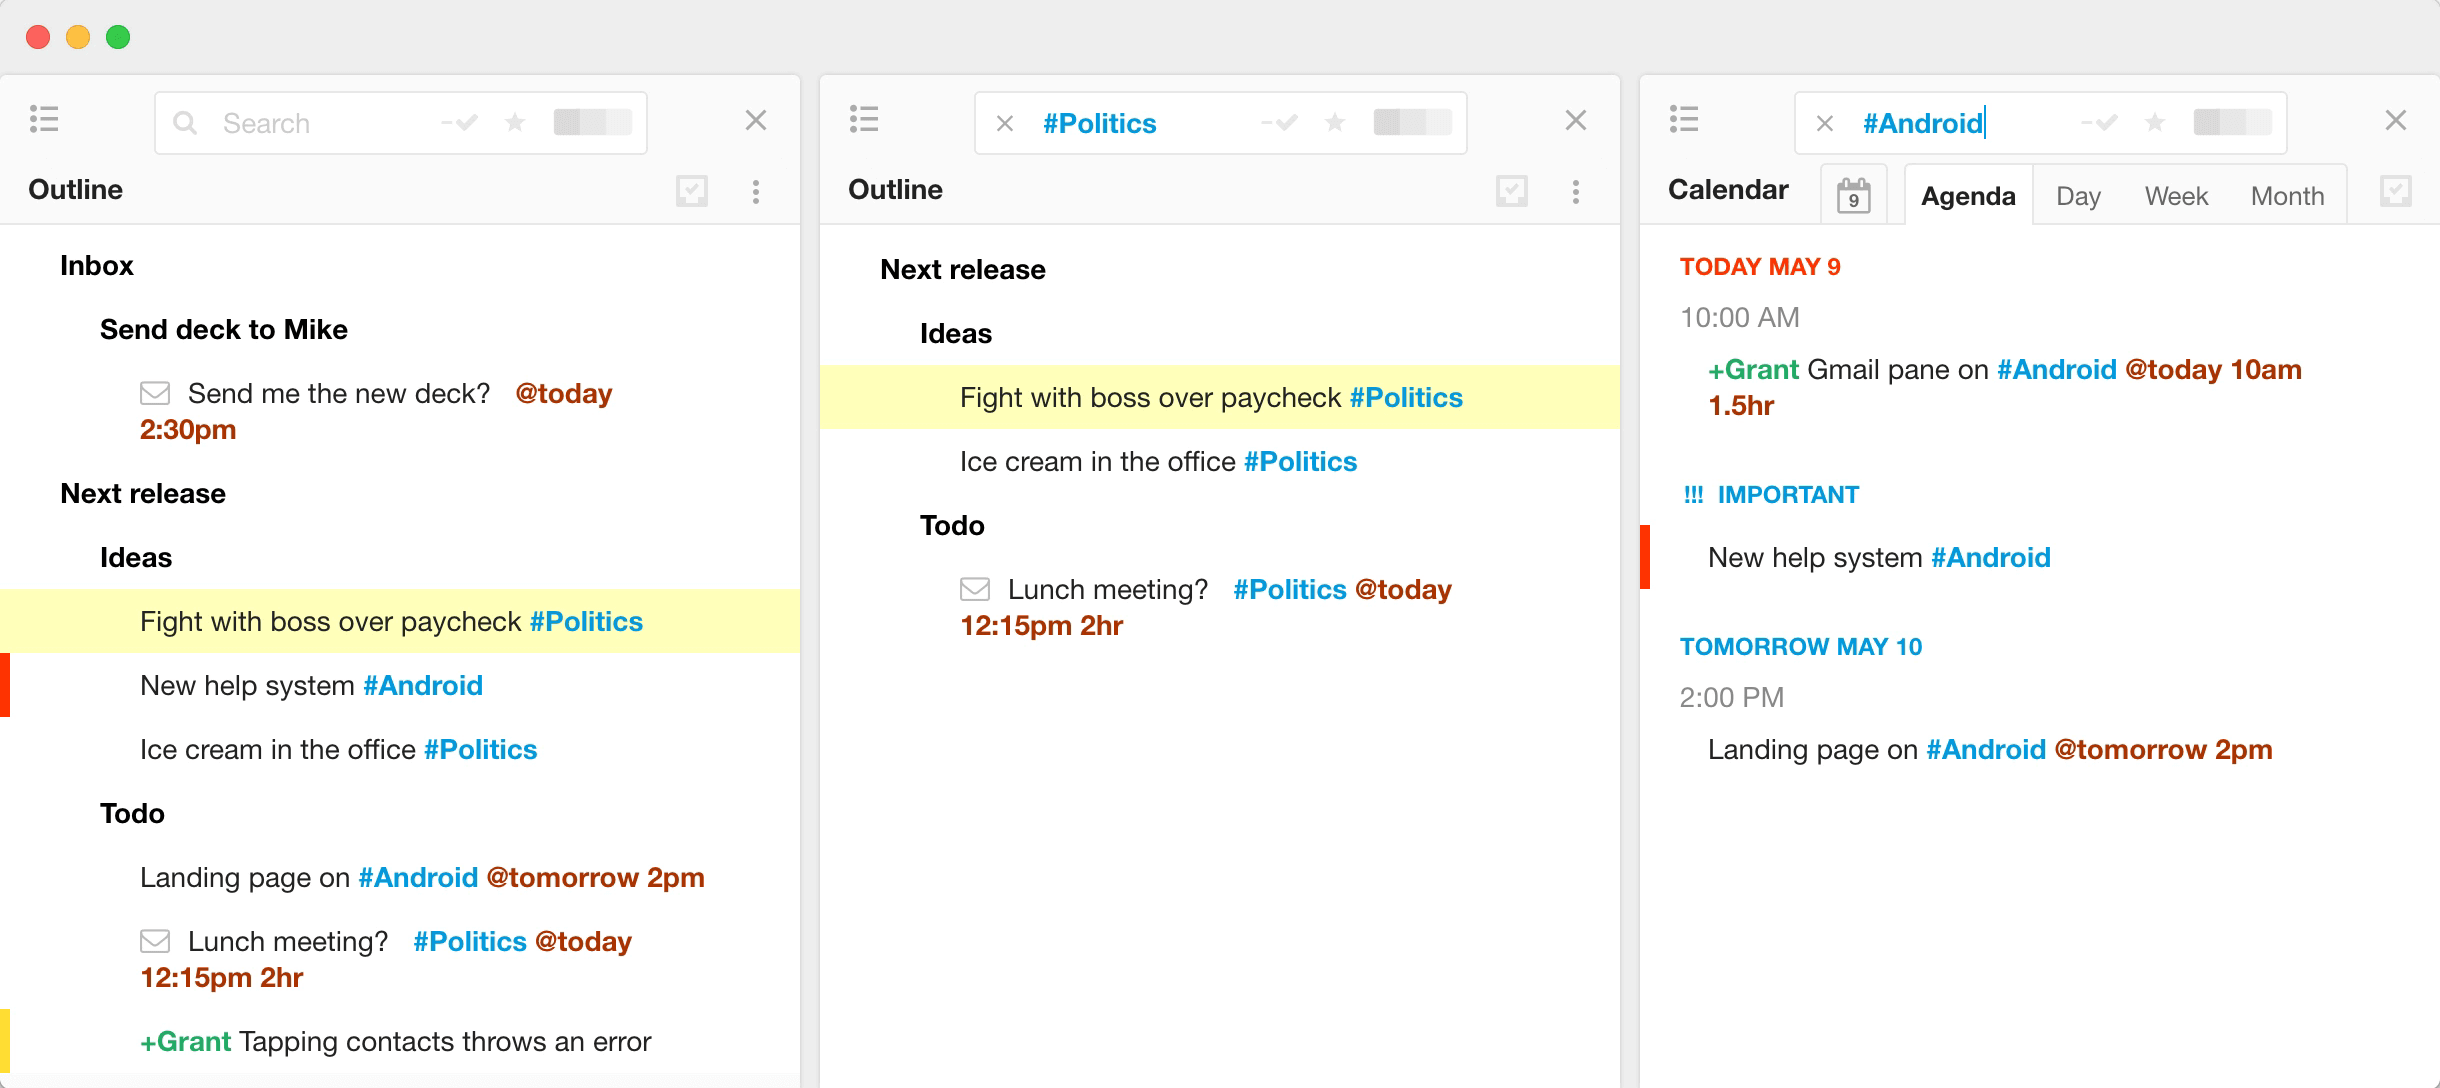 Search
Outline
Inbox
Send deck to Mike
Send me the new deck? @today
2:30pm
Next release
Ideas
Fight with boss over paycheck #Politics
New help system #Android
Ice cream in the office #Politics
Todo
Landing page on #Android @tomorrow 2pm
Lunch meeting? #Politics @today
12:15pm 2hr
+Grant Tapping contacts throws an error
#Politics
Outline
Next release
Ideas
Fight with boss over paycheck #Politics
Ice cream in the office #Politics
Todo
Lunch meeting? #Politics @today
12:15pm 2hr
#Android
Calendar 9 Agenda Day Week Month
TODAY MAY 9
10:00 AM
+Grant Gmail pane on #Android @today 10am
1.5hr
!!! IMPORTANT
New help system #Android
TOMORROW MAY 10
2:00 PM
Landing page on #Android @tomorrow 2pm